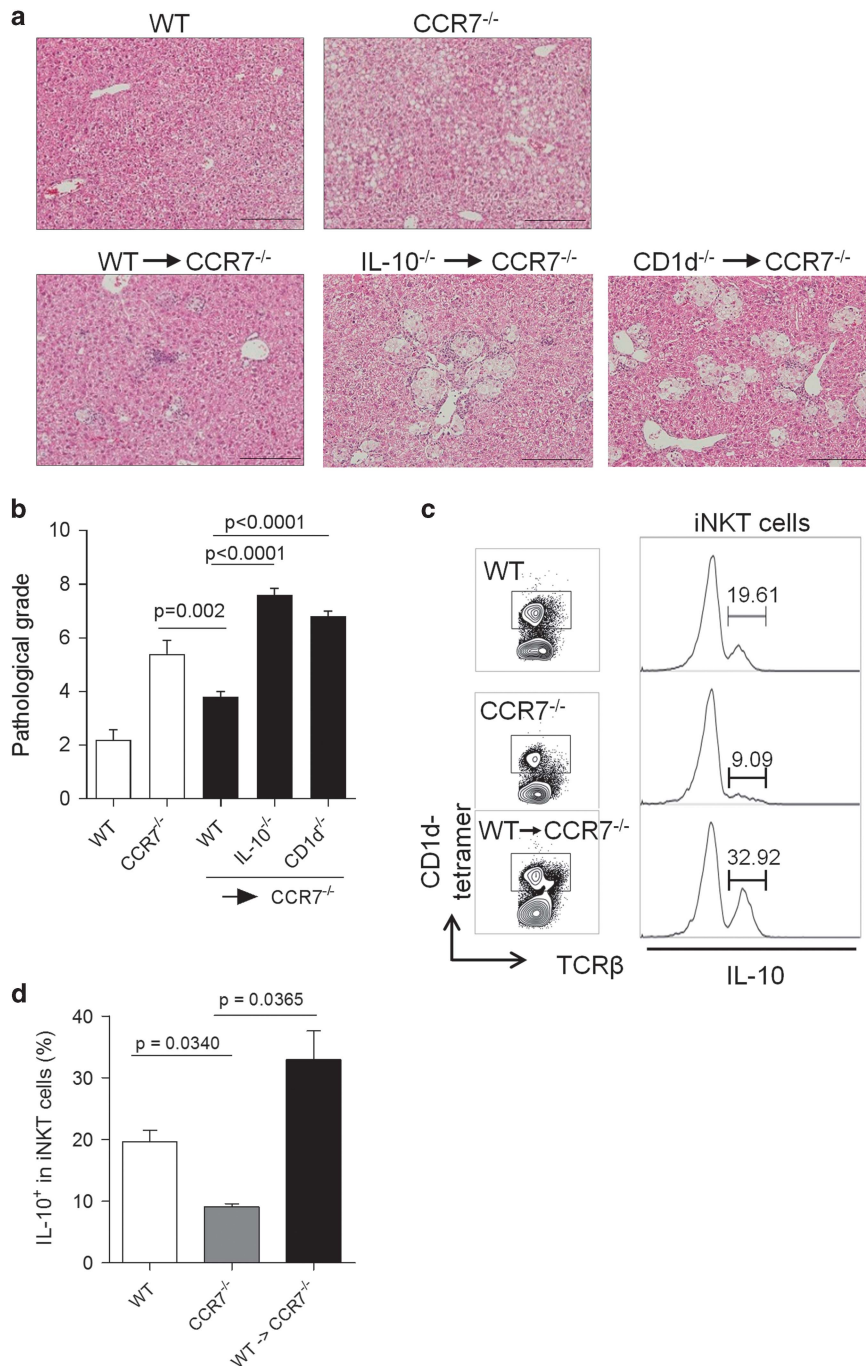 a
WT
CCR7-/-
WT → CCR7-/-
IL-10-/- → CCR7-/-
CD1d-/- → CCR7-/-
b
10
8
6
4
2
0
Pathological grade
p=0.002
p<0.0001
p<0.0001
WT
CCR7-/-
WT
IL-10-/-
CD1d-/-
→ CCR7-/-
c
iNKT cells
WT
19.61
CCR7-/-
9.09
WT→CCR7-/-
32.92
CD1d-
tetramer
TCRβ
IL-10
d
40
30
20
10
0
IL-10+ in iNKT cells (%)
p = 0.0340
p = 0.0365
WT
CCR7-/-
WT -> CCR7-/-